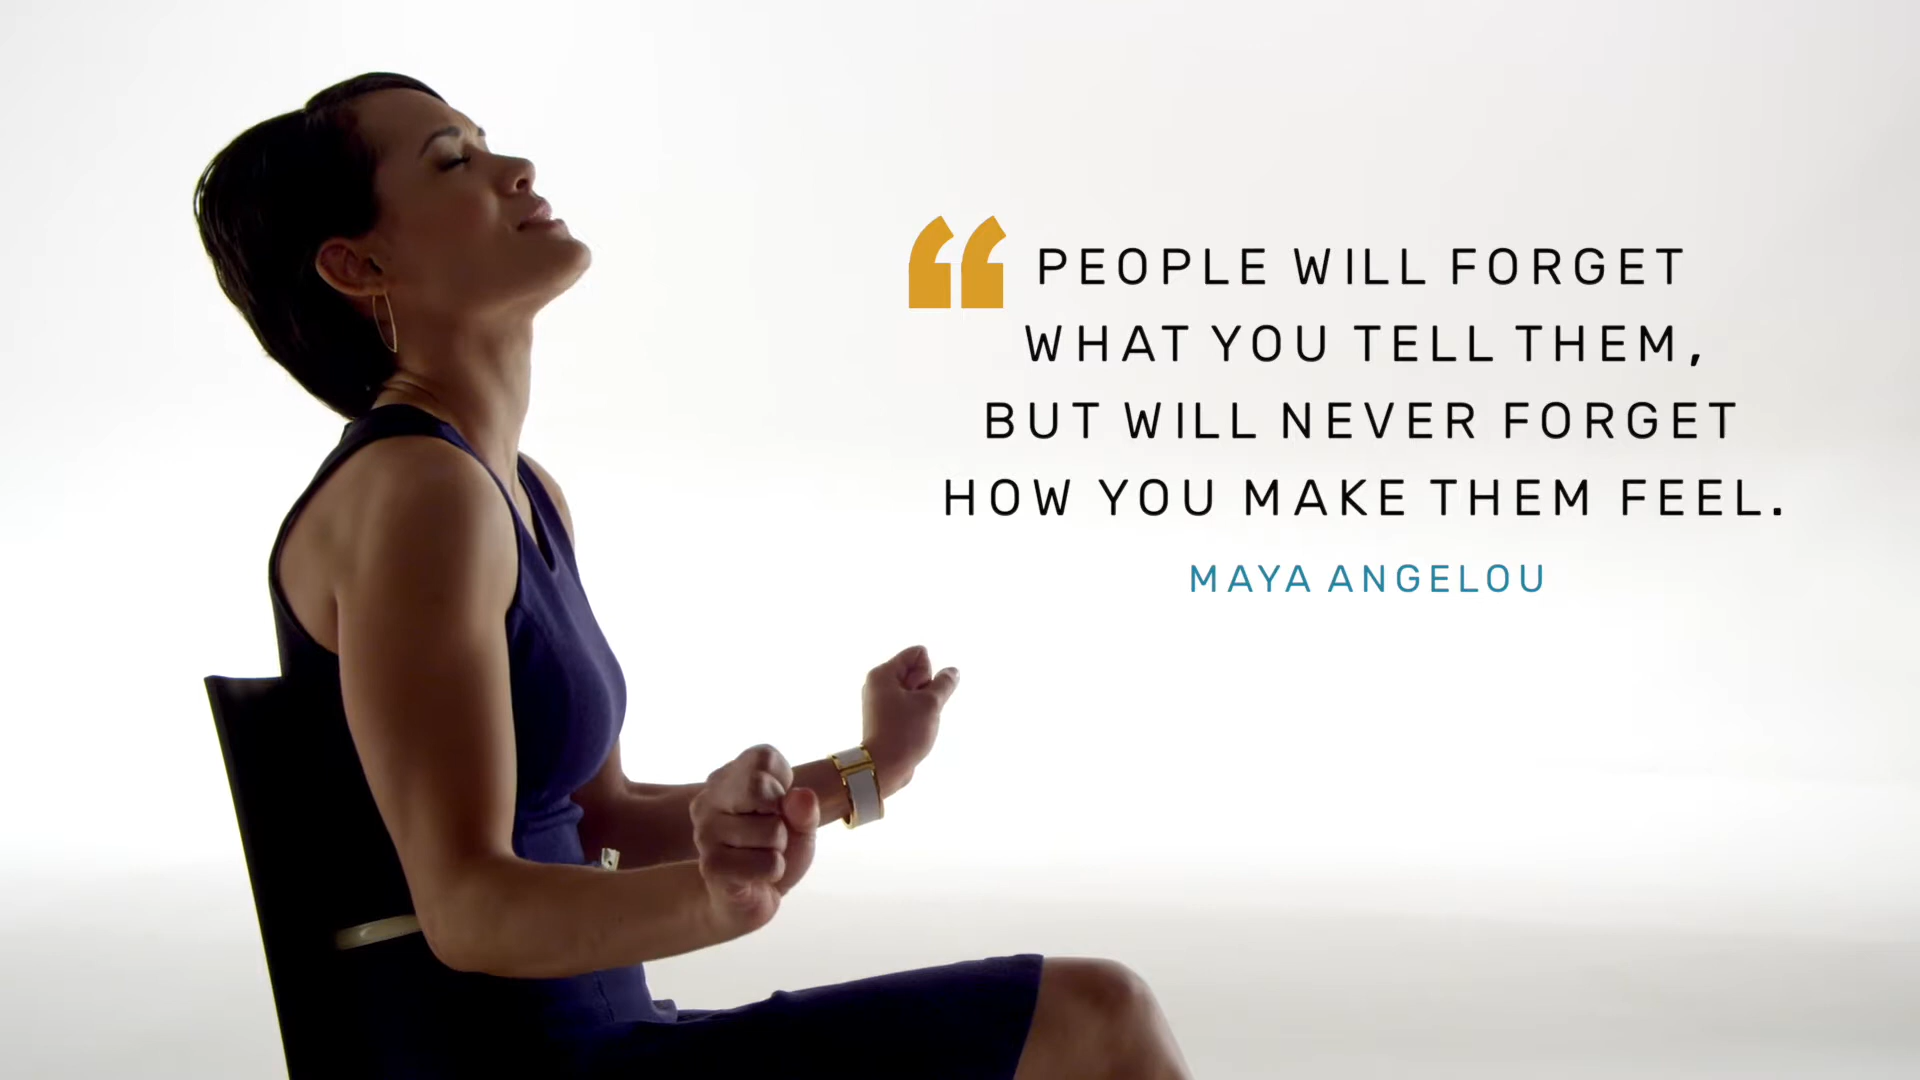 “ PEOPLE WILL FORGET
WHAT YOU TELL THEM,
BUT WILL NEVER FORGET
HOW YOU MAKE THEM FEEL.
MAYA ANGELOU